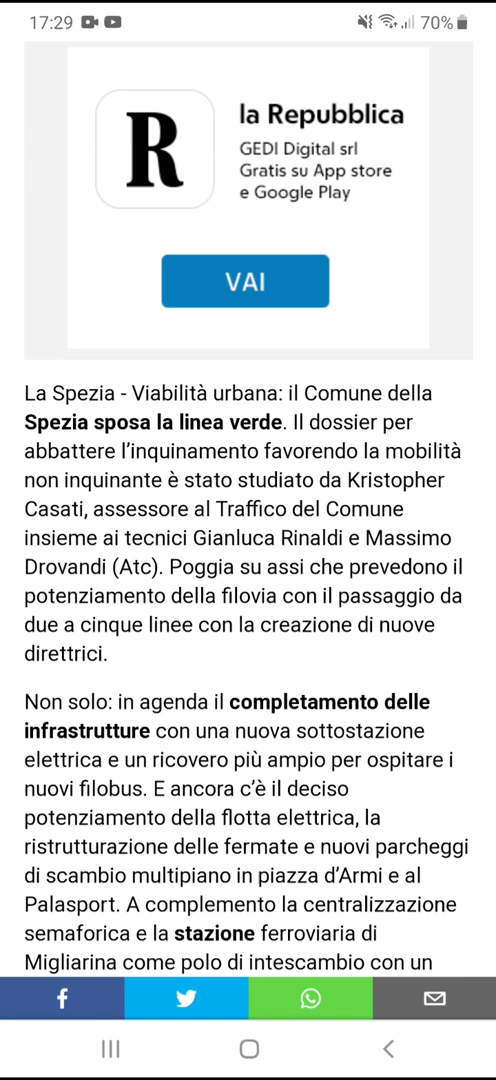 17:29
70%
R
la Repubblica
GEDI Digital srl
Gratis su App store
e Google Play
VAI
La Spezia - Viabilità urbana: il Comune della
Spezia sposa la linea verde. Il dossier per
abbattere l'inquinamento favorendo la mobilità
non inquinante è stato studiato da Kristopher
Casati, assessore al Traffico del Comune
insieme ai tecnici Gianluca Rinaldi e Massimo
Drovandi (Atc). Poggia su assi che prevedono il
potenziamento della filovia con il passaggio da
due a cinque linee con la creazione di nuove
direttrici.
Non solo: in agenda il completamento delle
infrastrutture con una nuova sottostazione
elettrica e un ricovero più ampio per ospitare i
nuovi filobus. E ancora c'è il deciso
potenziamento della flotta elettrica, la
ristrutturazione delle fermate e nuovi parcheggi
di scambio multipiano in piazza d'Armi e al
Palasport. A complemento la centralizzazione
semaforica e la stazione ferroviaria di
Migliarina come polo di intescambio con un